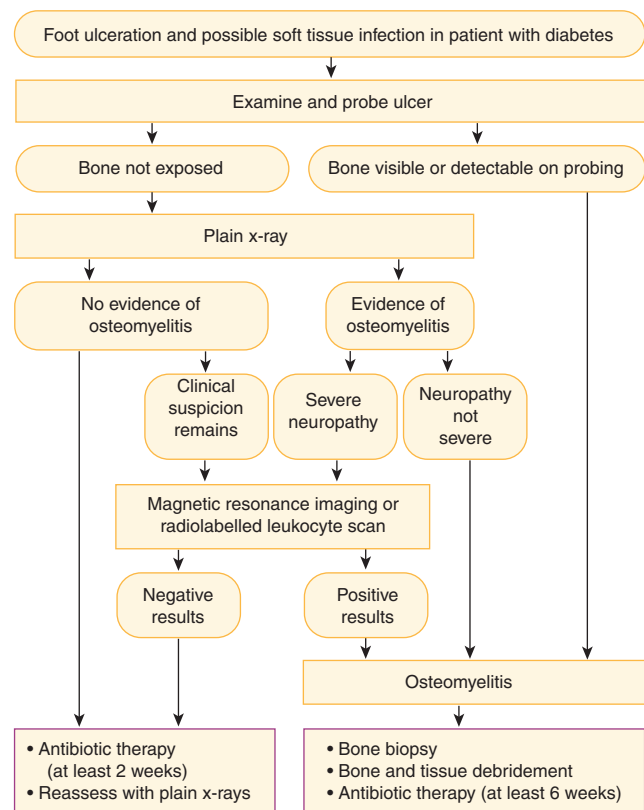 Foot ulceration and possible soft tissue infection in patient with diabetes
Examine and probe ulcer
Bone not exposed
Bone visible or detectable on probing
Plain x-ray
No evidence of
osteomyelitis
Evidence of
osteomyelitis
Clinical
suspicion
remains
Severe
neuropathy
Neuropathy
not
severe
Magnetic resonance imaging or
radiolabelled leukocyte scan
Negative
results
Positive
results
Osteomyelitis
• Antibiotic therapy
(at least 2 weeks)
• Reassess with plain x-rays
• Bone biopsy
• Bone and tissue debridement
• Antibiotic therapy (at least 6 weeks)